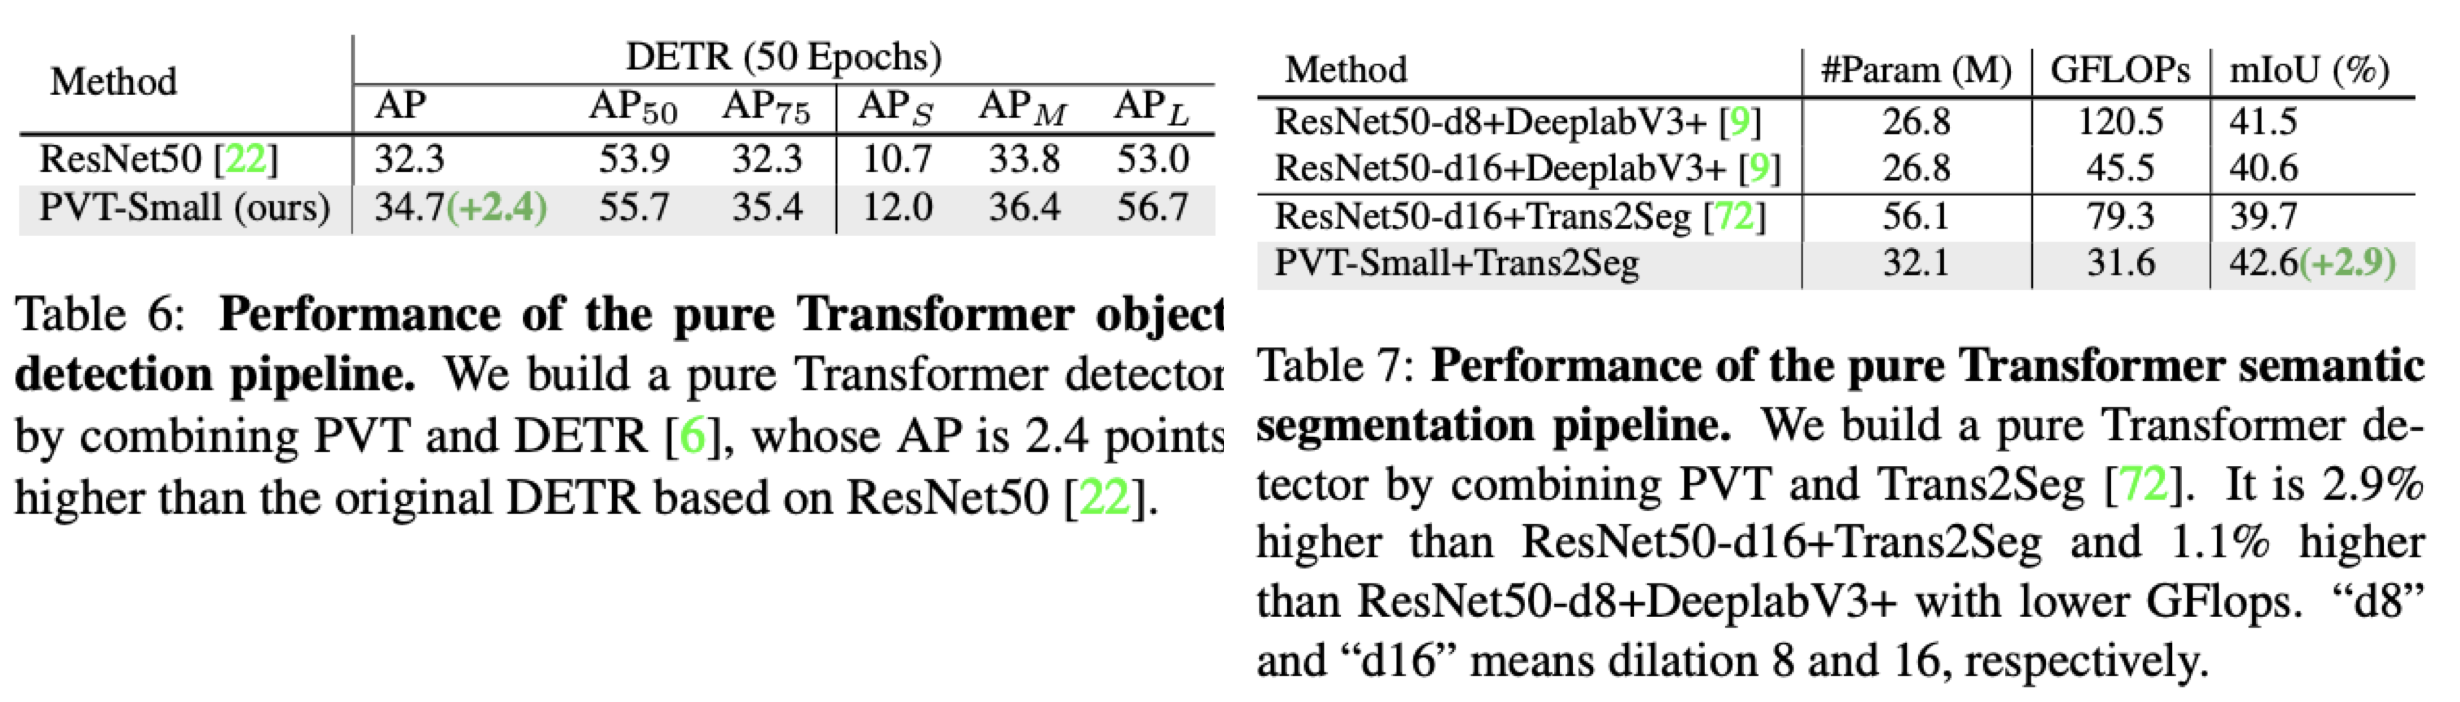 Method DETR (50 Epochs)
AP AP50 AP75 APS APM APL
ResNet50 [22] 32.3 53.9 32.3 10.7 33.8 53.0
PVT-Small (ours) 34.7(+2.4) 55.7 35.4 12.0 36.4 56.7
Table 6: Performance of the pure Transformer object
detection pipeline. We build a pure Transformer detector
by combining PVT and DETR [6], whose AP is 2.4 points
higher than the original DETR based on ResNet50 [22].
Method #Param (M) GFLOPs mIoU (%)
ResNet50-d8+DeeplabV3+ [9] 26.8 120.5 41.5
ResNet50-d16+DeeplabV3+ [9] 26.8 45.5 40.6
ResNet50-d16+Trans2Seg [72] 56.1 79.3 39.7
PVT-Small+Trans2Seg 32.1 31.6 42.6(+2.9)
Table 7: Performance of the pure Transformer semantic
segmentation pipeline. We build a pure Transformer de-
tector by combining PVT and Trans2Seg [72]. It is 2.9%
higher than ResNet50-d16+Trans2Seg and 1.1% higher
than ResNet50-d8+DeeplabV3+ with lower GFlops. “d8”
and “d16” means dilation 8 and 16, respectively.